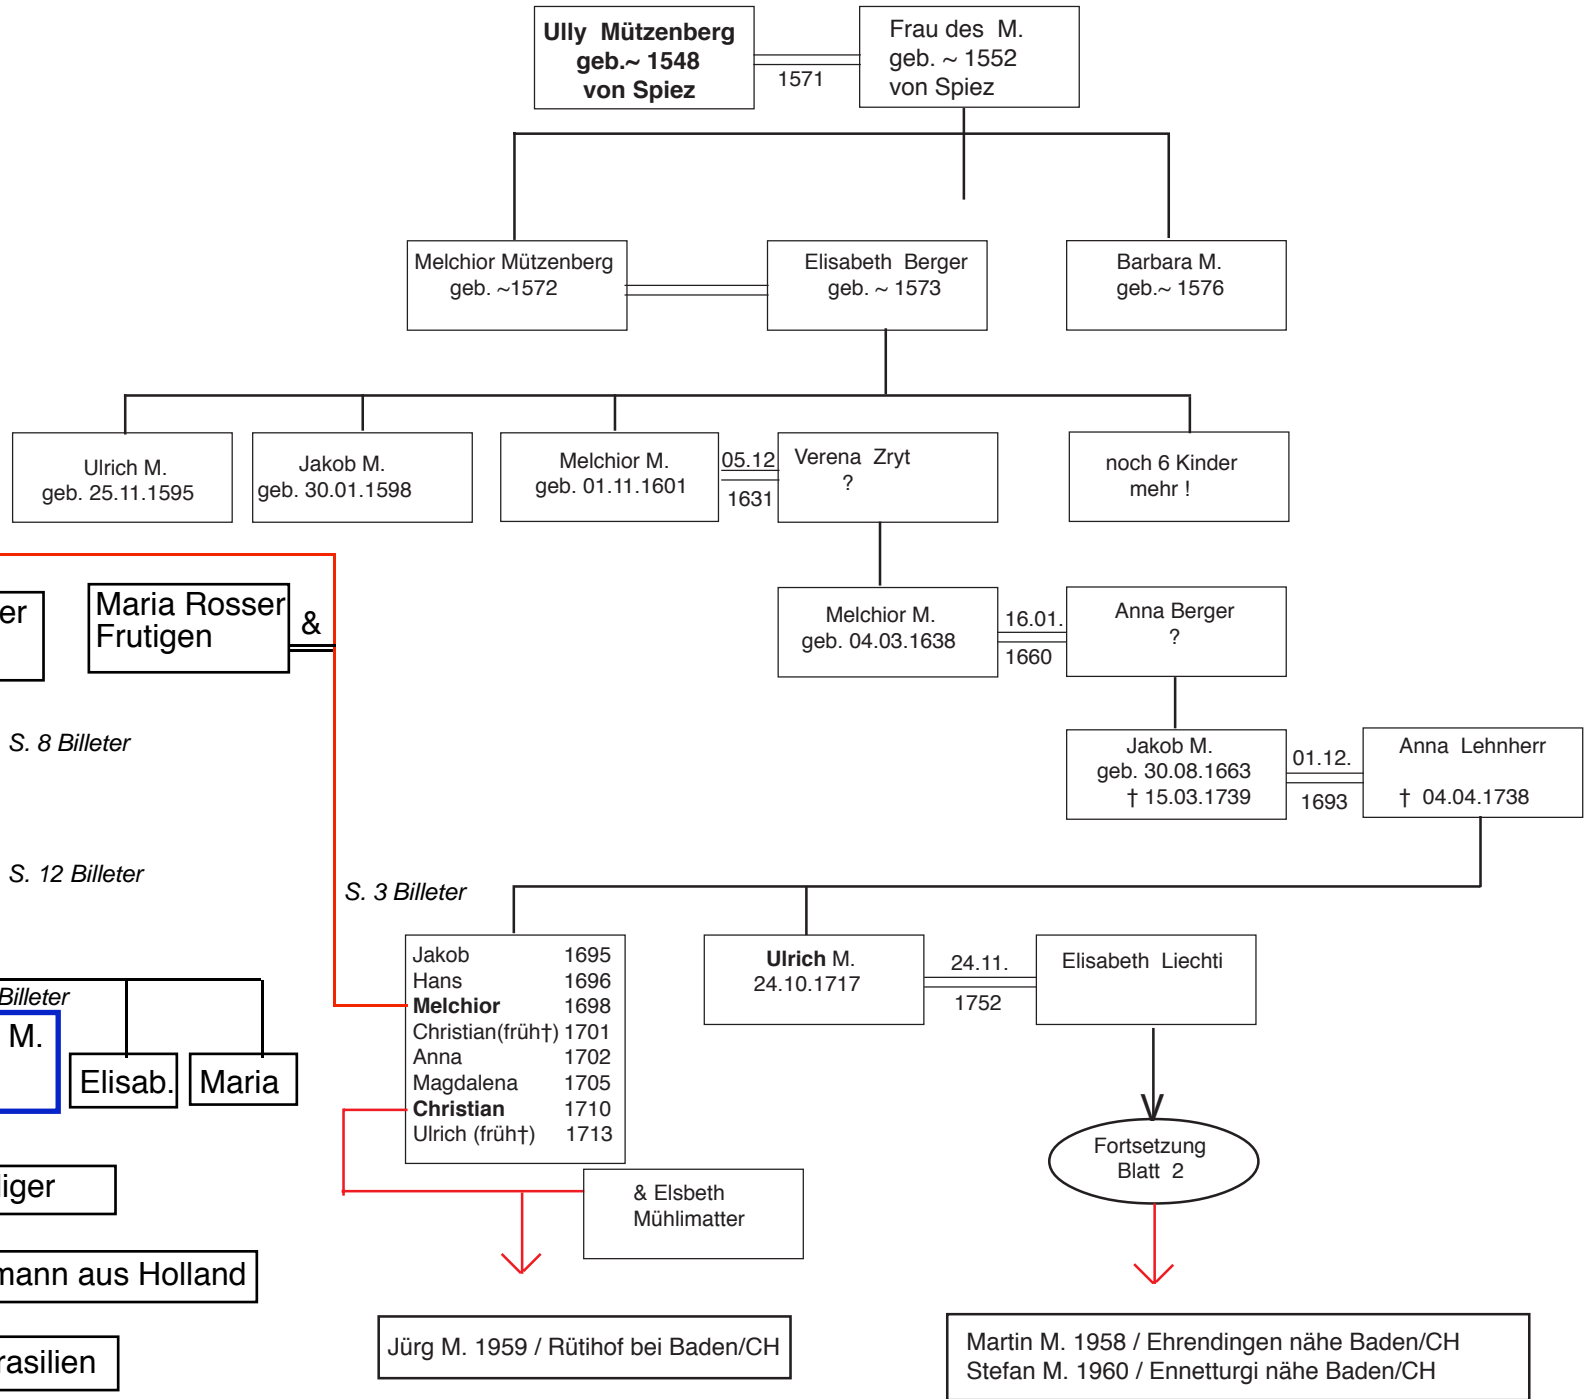 Ully Mützenberg
geb.~ 1548
von Spiez
1571
Frau des M.
geb. ~ 1552
von Spiez
Melchior Mützenberg
geb. ~1572
Elisabeth Berger
geb. ~ 1573
Barbara M.
geb.~ 1576
Ulrich M.
geb. 25.11.1595
Jakob M.
geb. 30.01.1598
Melchior M.
geb. 01.11.1601
05.12
1631
Verena Zryt
?
noch 6 Kinder
mehr !
er
Maria Rosser
Frutigen
&
Melchior M.
geb. 04.03.1638
16.01.
1660
Anna Berger
?
S. 8 Billeter
Jakob M.
geb. 30.08.1663
† 15.03.1739
01.12.
1693
Anna Lehnherr
† 04.04.1738
S. 12 Billeter
S. 3 Billeter
Jakob 1695
Hans 1696
Melchior 1698
Christian(früh†) 1701
Anna 1702
Magdalena 1705
Christian 1710
Ulrich (früh†) 1713
Ulrich M.
24.10.1717
24.11.
1752
Elisabeth Liechti
Billeter
M.
Elisab.
Maria
Fortsetzung
Blatt 2
iger
& Elsbeth
Mühlimatter
mann aus Holland
rasilien
Jürg M. 1959 / Rütihof bei Baden/CH
Martin M. 1958 / Ehrendingen nähe Baden/CH
Stefan M. 1960 / Ennetturgi nähe Baden/CH